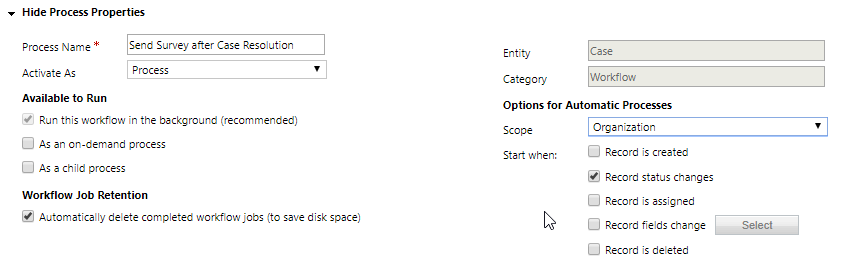 Hide Process Properties
Process Name *
Send Survey after Case Resolution
Activate As
Process
Available to Run
Run this workflow in the background (recommended)
As an on-demand process
As a child process
Workflow Job Retention
Automatically delete completed workflow jobs (to save disk space)
Entity
Case
Category
Workflow
Options for Automatic Processes
Scope
Organization
Start when:
Record is created
Record status changes
Record is assigned
Record fields change
Select
Record is deleted